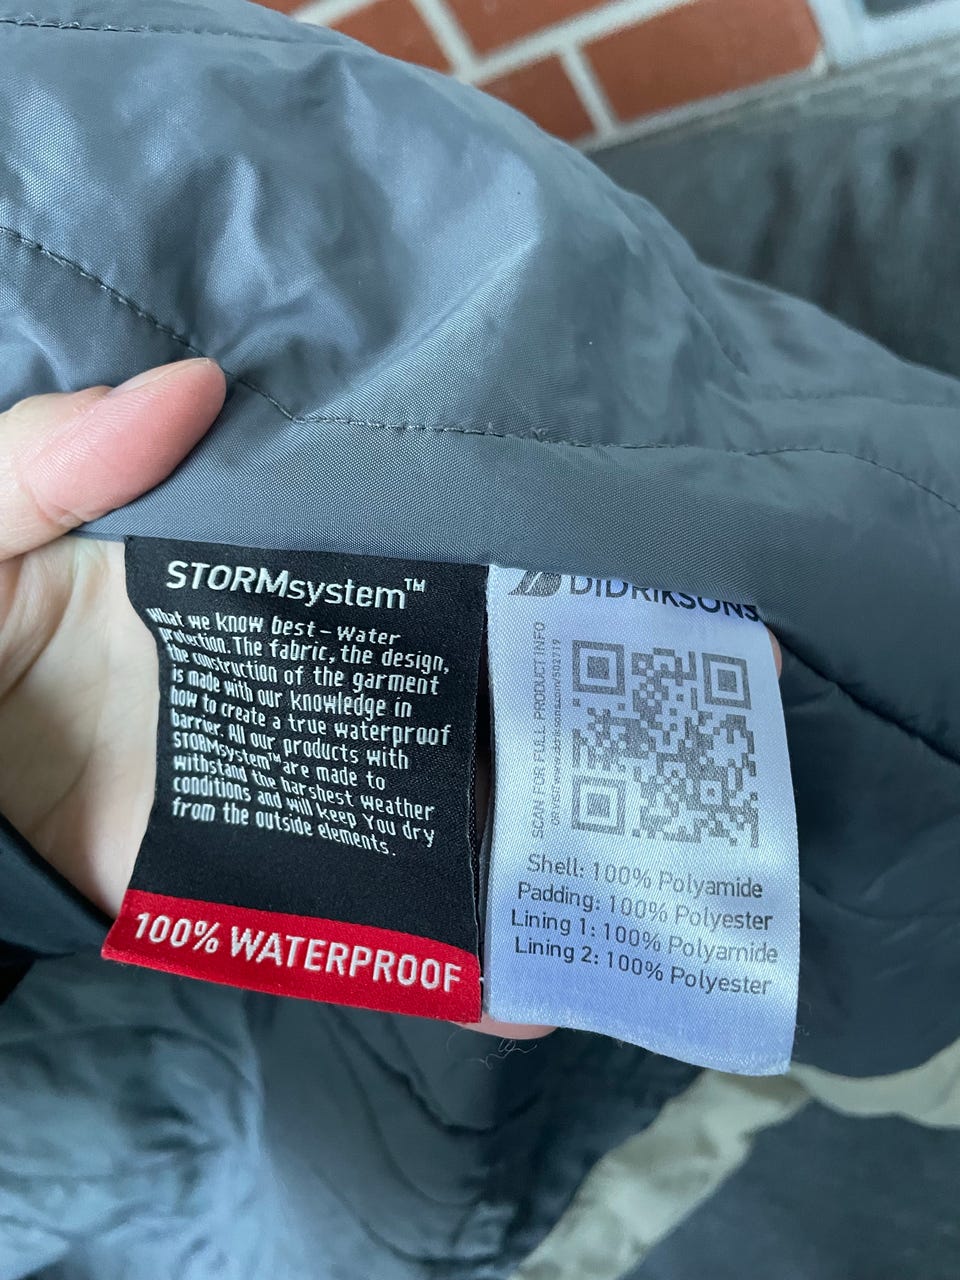 STORMsystem™
What we know best - water
protection. The fabric, the design,
the construction of the garment
is made with our knowledge in
how to create a true waterproof
barrier. All our products with
STORMsystem™ are made to
withstand the harshest weather
conditions and will keep you dry
from the outside elements.
100% WATERPROOF
DIDRIKSONS
SCAN FOR FULL PRODUCT INFO
Shell: 100% Polyamide
Padding: 100% Polyester
Lining 1: 100% Polyamide
Lining 2: 100% Polyester